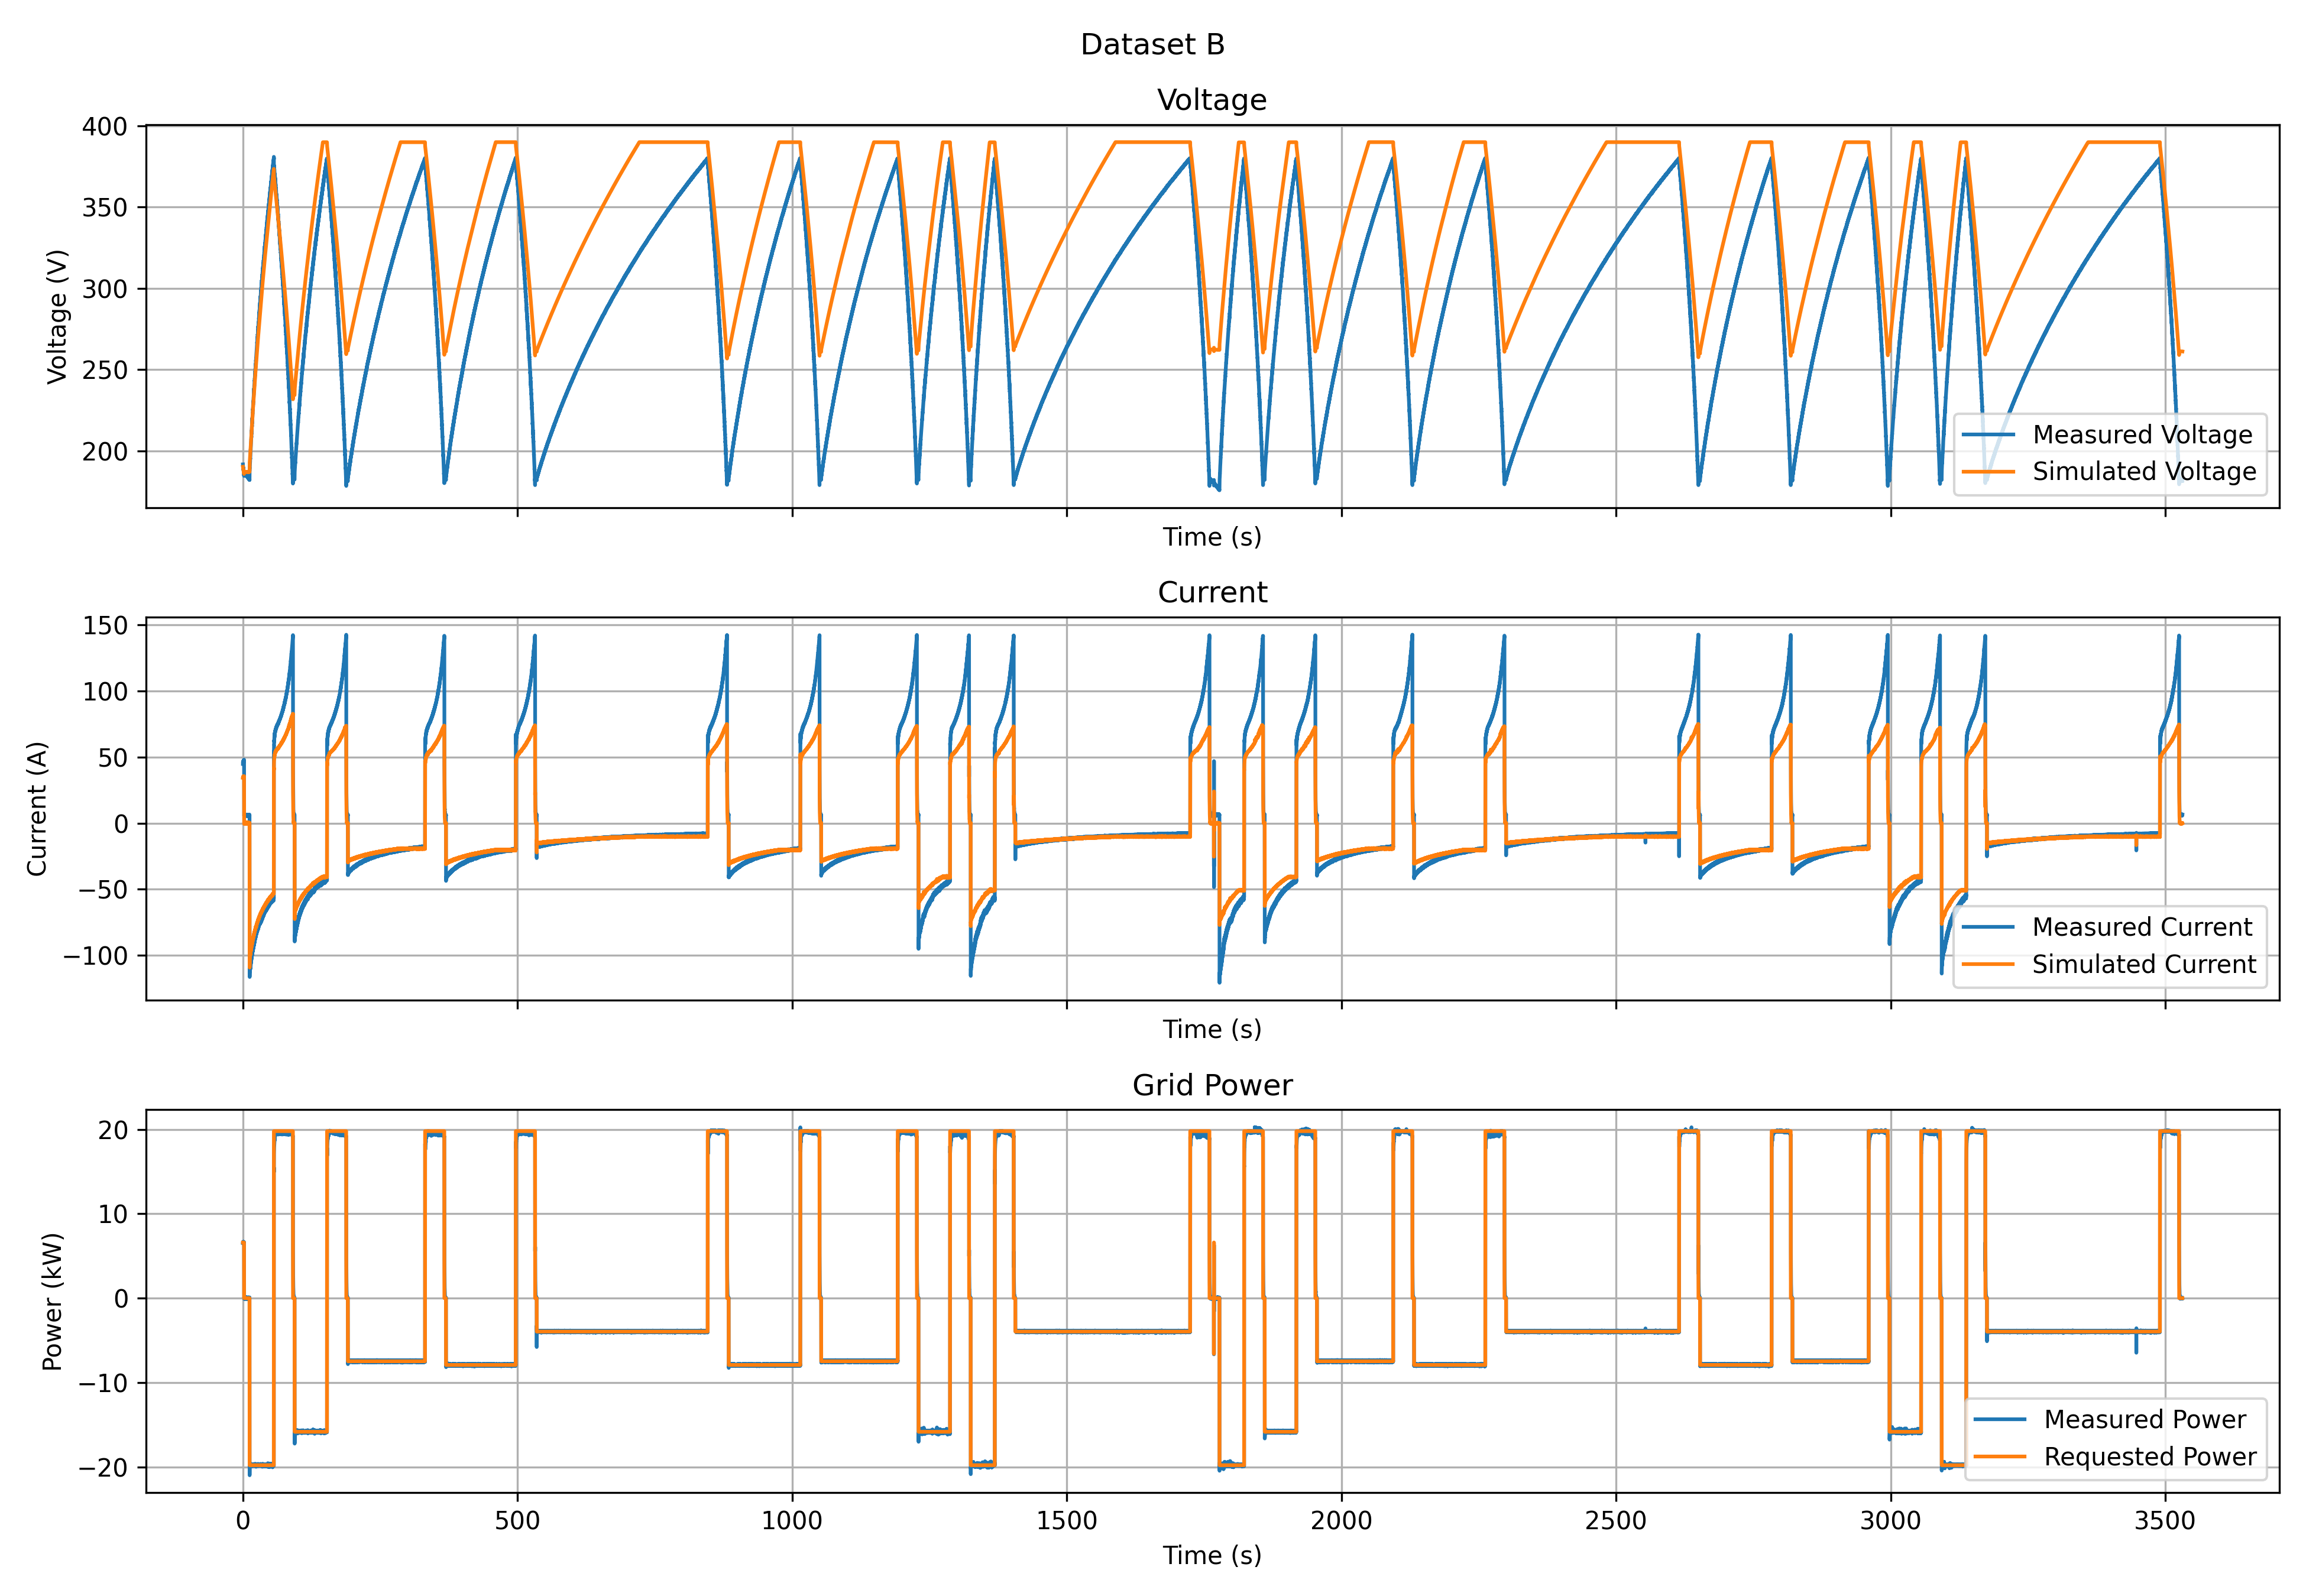 Dataset B
Voltage
400
350
300
250
200
Voltage (V)
Measured Voltage
Simulated Voltage
Time (s)
Current
150
100
50
0
−50
−100
Current (A)
Measured Current
Simulated Current
Time (s)
Grid Power
20
10
0
−10
−20
Power (kW)
Measured Power
Requested Power
0 500 1000 1500 2000 2500 3000 3500
Time (s)